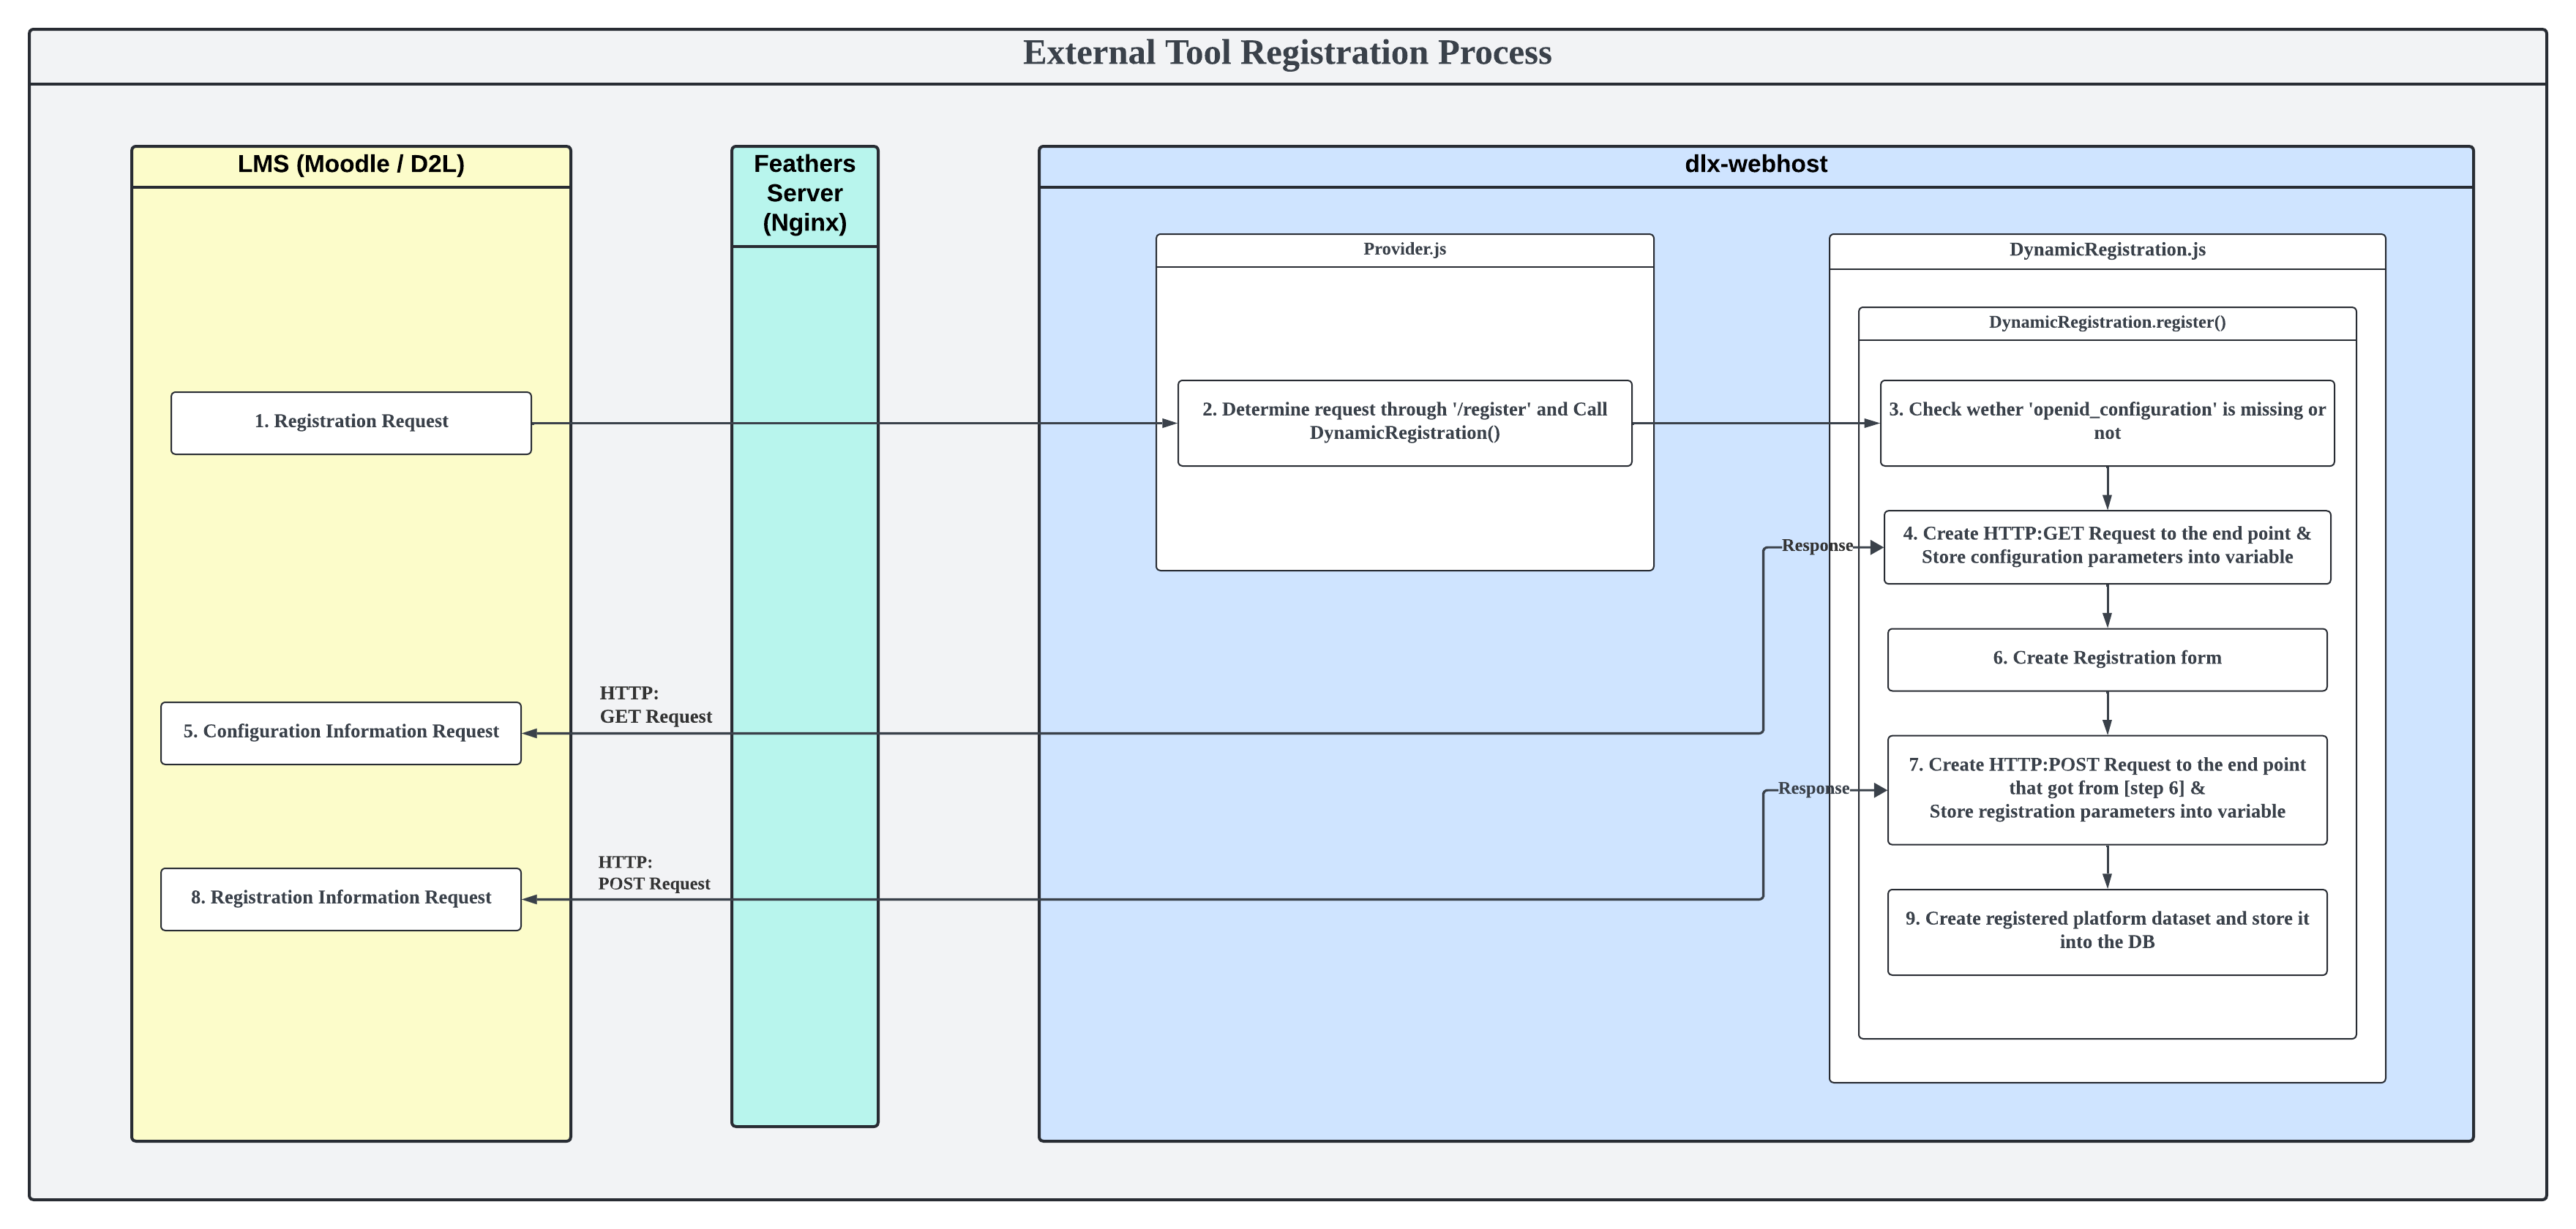 External Tool Registration Process
LMS (Moodle / D2L)
Feathers
Server
(Nginx)
dlx-webhost
Provider.js
DynamicRegistration.js
DynamicRegistration.register()
1. Registration Request
2. Determine request through '/register' and Call
DynamicRegistration()
3. Check wether 'openid_configuration' is missing or
not
Response
4. Create HTTP:GET Request to the end point &
Store configuration parameters into variable
HTTP:
GET Request
5. Configuration Information Request
6. Create Registration form
Response
7. Create HTTP:POST Request to the end point
that got from [step 6] &
Store registration parameters into variable
HTTP:
POST Request
8. Registration Information Request
9. Create registered platform dataset and store it
into the DB